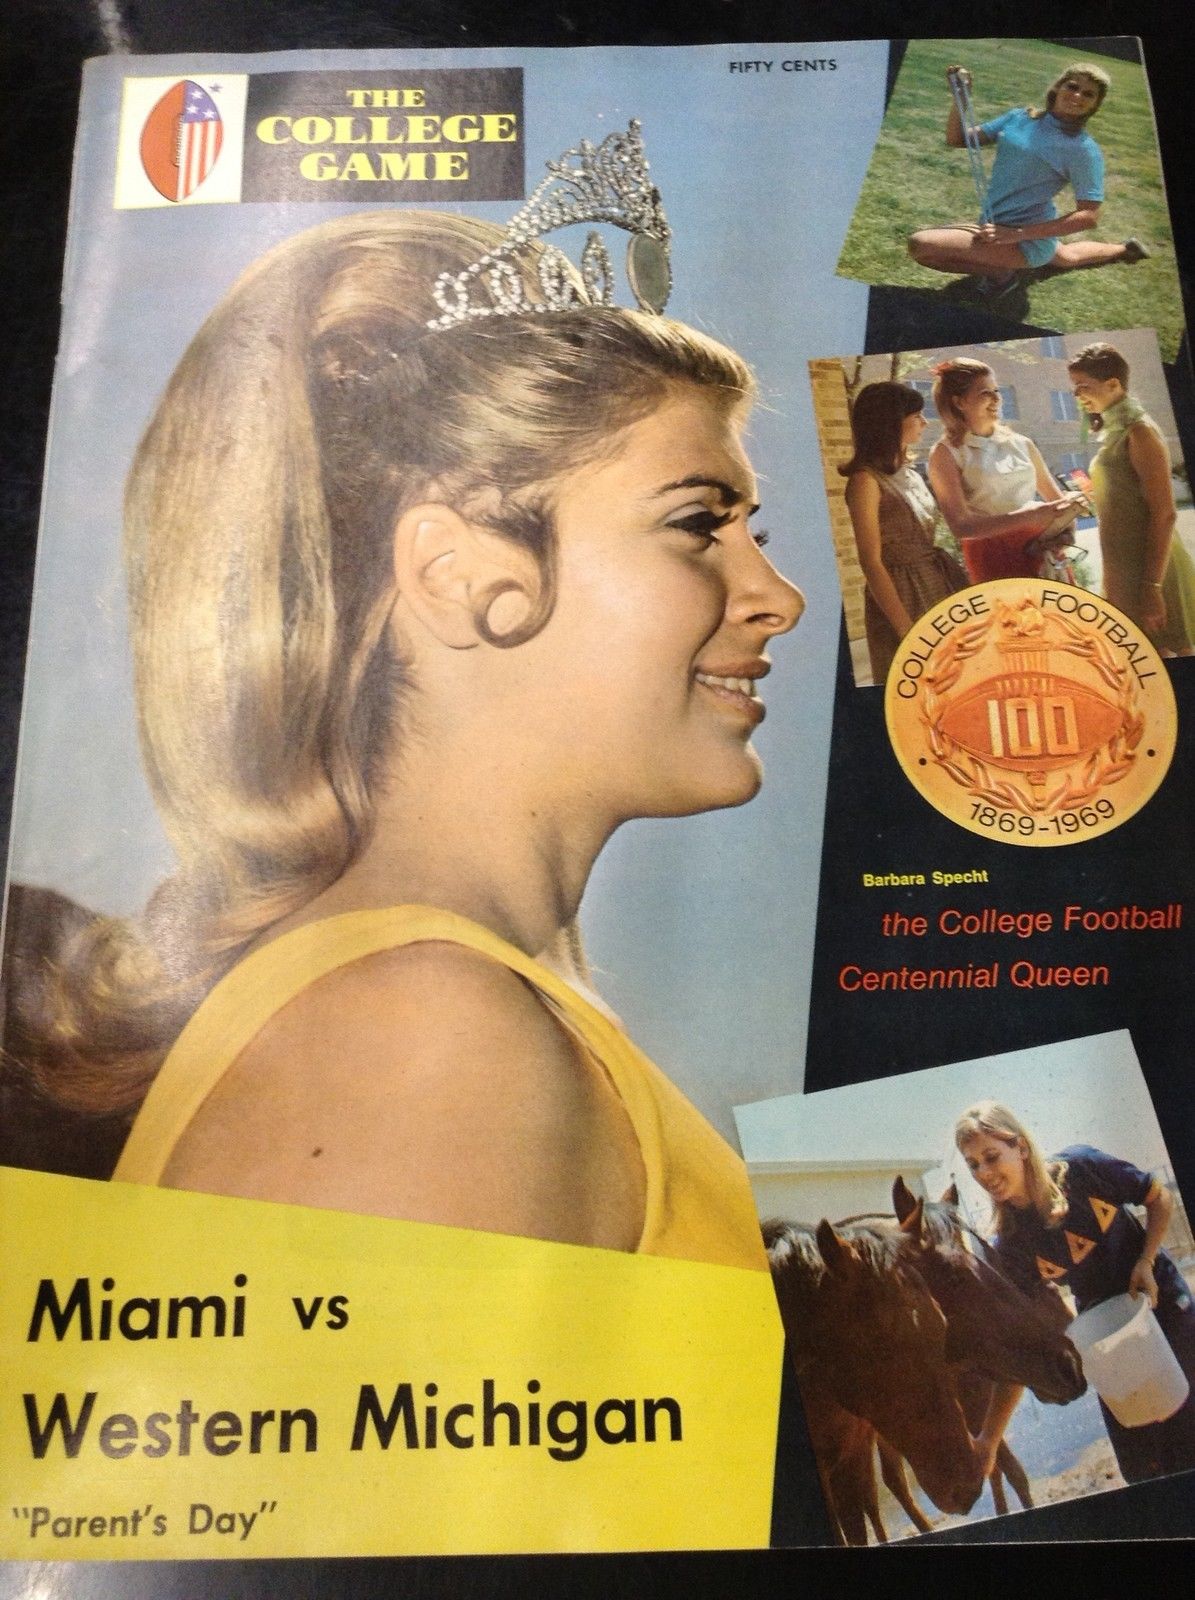 FIFTY CENTS
THE
COLLEGE
GAME
COLLEGE FOOTBALL
100
1869-1969
Barbara Specht
the College Football
Centennial Queen
Miami vs
Western Michigan
"Parent's Day"